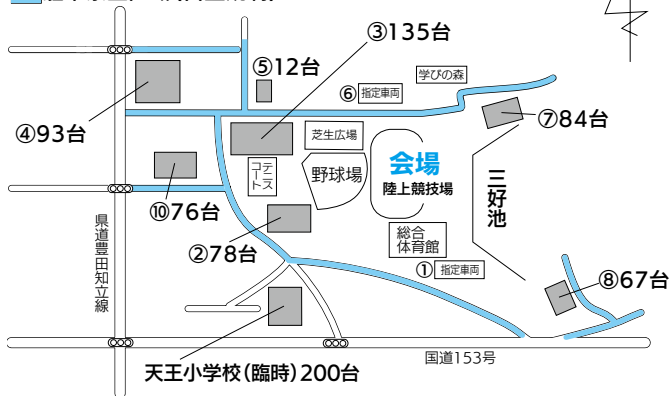 ③135台
⑤12台
学びの森
⑥
指定車両
④93台
⑦84台
芝生広場
会場
陸上競技場
テニス
コート
野球場
三好池
⑩76台
総合
体育館
②78台
①
指定車両
県道豊田知立線
⑧67台
国道153号
天王小学校(臨時)200台